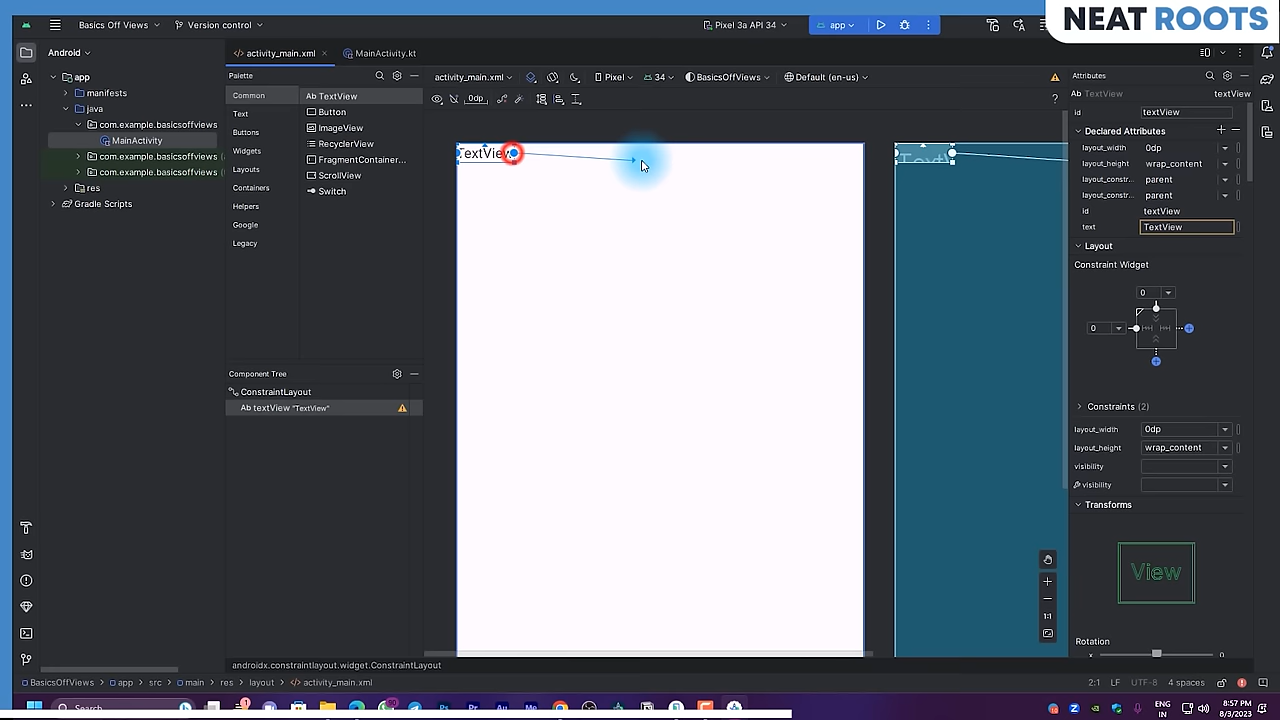 NEAT ROOTS
Basics Off Views
Version control
Pixel 3a API 34
app
Android
activity_main.xml
MainActivity.kt
app
manifests
java
com.example.basicsoffviews
MainActivity
com.example.basicsoffviews
com.example.basicsoffviews
res
Gradle Scripts
Palette
Common
Text
Buttons
Widgets
Layouts
Containers
Helpers
Google
Legacy
Ab TextView
Button
ImageView
RecyclerView
FragmentContainer...
ScrollView
Switch
Component Tree
ConstraintLayout
Ab textView "TextView"
activity_main.xml
Pixel
34
BasicsOffViews
Default (en-us)
0dp
?
TextView
1:1
Attributes
Ab TextView
textView
id
textView
Declared Attributes
layout_width
0dp
layout_height
wrap_content
layout_constr...
parent
layout_constr...
parent
id
textView
text
TextView
Layout
Constraint Widget
0
0
Constraints (2)
layout_width
0dp
layout_height
wrap_content
visibility
visibility
Transforms
View
Rotation
x
0
androidx.constraintlayout.widget.ConstraintLayout
BasicsOffViews
app
src
main
res
layout
activity_main.xml
2:1
LF
UTF-8
4 spaces
Search
ENG
IN
8:57 PM
8/3/2023